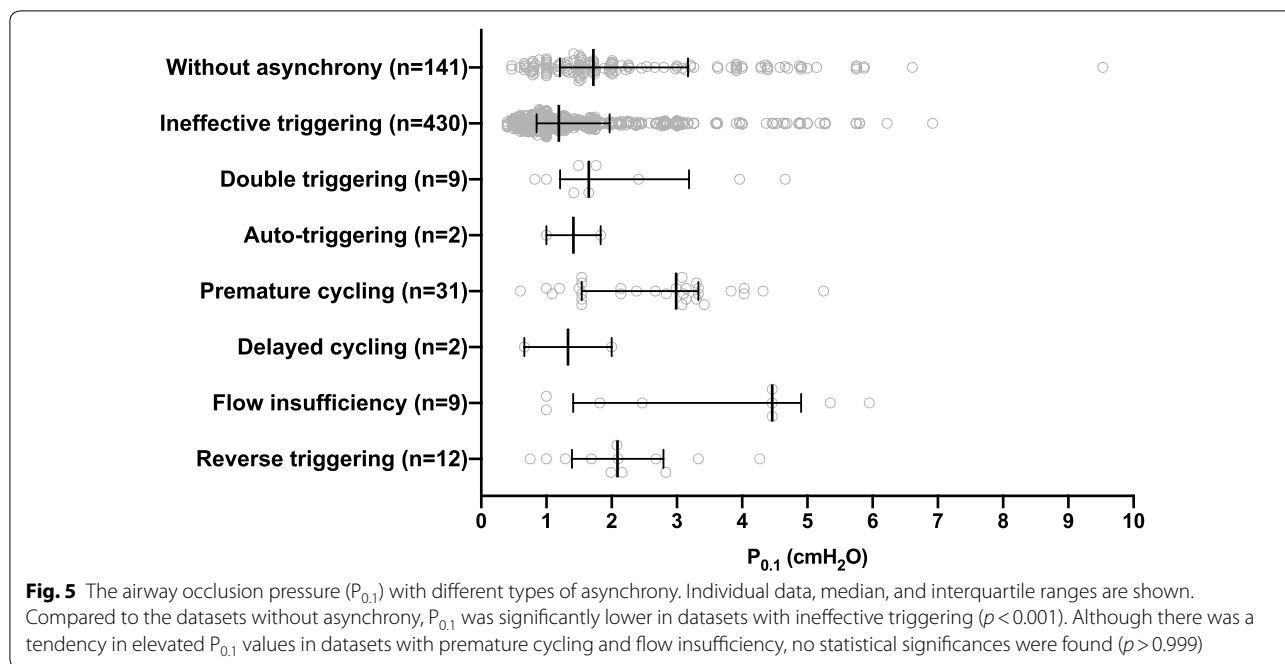 Without asynchrony (n=141)
Ineffective triggering (n=430)
Double triggering (n=9)
Auto-triggering (n=2)
Premature cycling (n=31)
Delayed cycling (n=2)
Flow insufficiency (n=9)
Reverse triggering (n=12)
0 1 2 3 4 5 6 7 8 9 10
P0.1 (cmH2O)
Fig. 5 The airway occlusion pressure (P0.1) with different types of asynchrony. Individual data, median, and interquartile ranges are shown.
Compared to the datasets without asynchrony, P0.1 was significantly lower in datasets with ineffective triggering (p < 0.001). Although there was a
tendency in elevated P0.1 values in datasets with premature cycling and flow insufficiency, no statistical significances were found (p > 0.999)